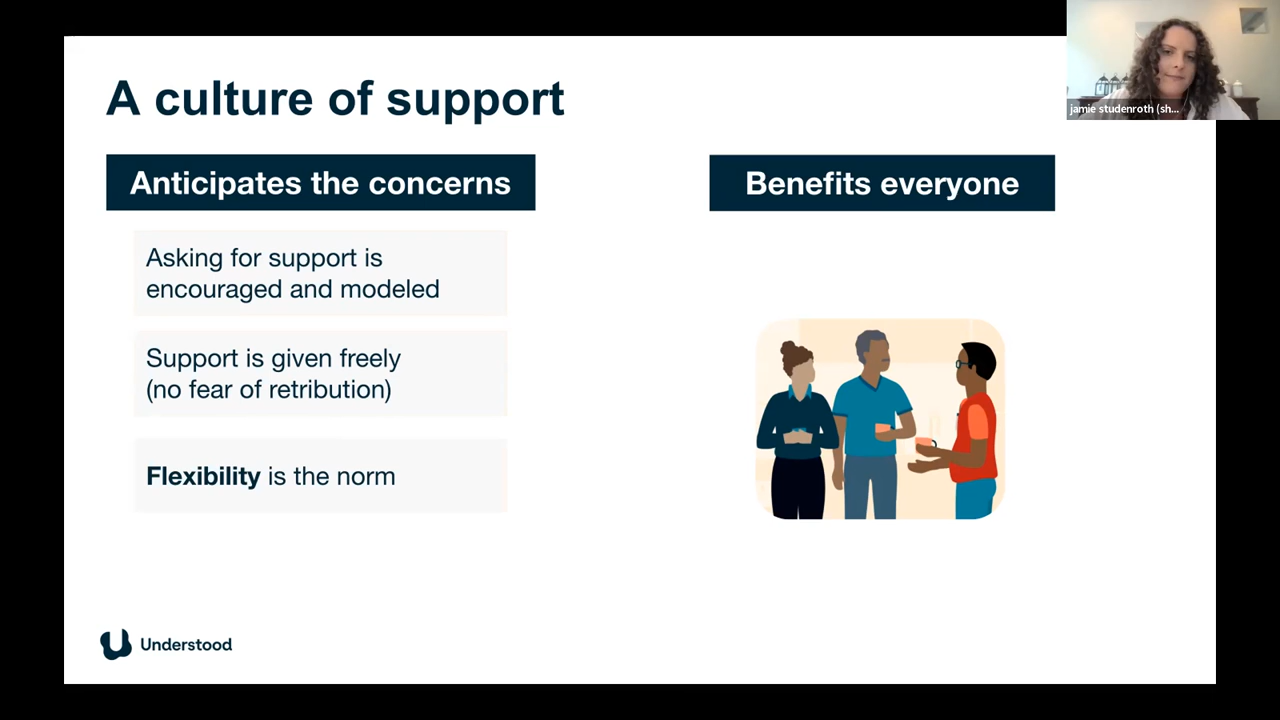 A culture of support
jamie studenroth (sh...
Anticipates the concerns
Asking for support is
encouraged and modeled
Support is given freely
(no fear of retribution)
Flexibility is the norm
Benefits everyone
Understood